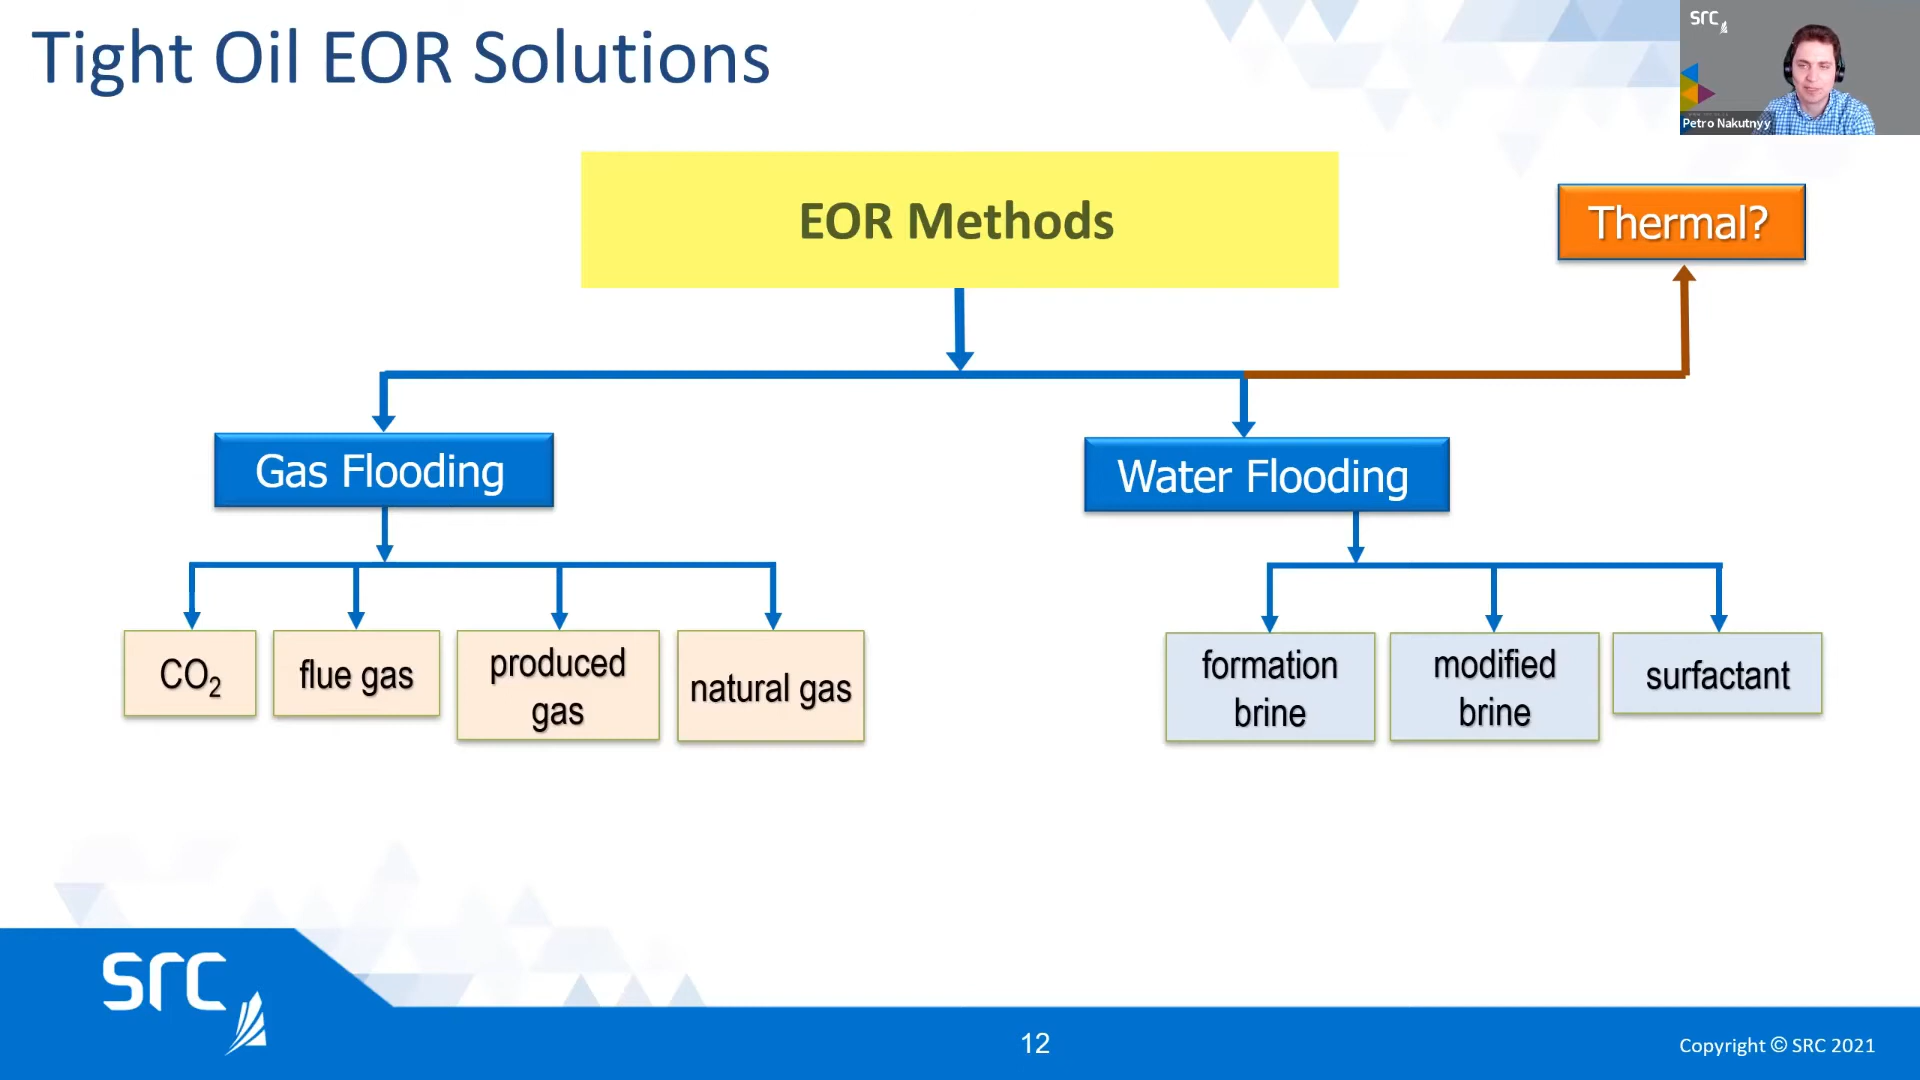 Tight Oil EOR Solutions
src
Petro Nakutnyy
EOR Methods
Thermal?
Gas Flooding
Water Flooding
CO₂
flue gas
produced
gas
natural gas
formation
brine
modified
brine
surfactant
src
12
Copyright © SRC 2021